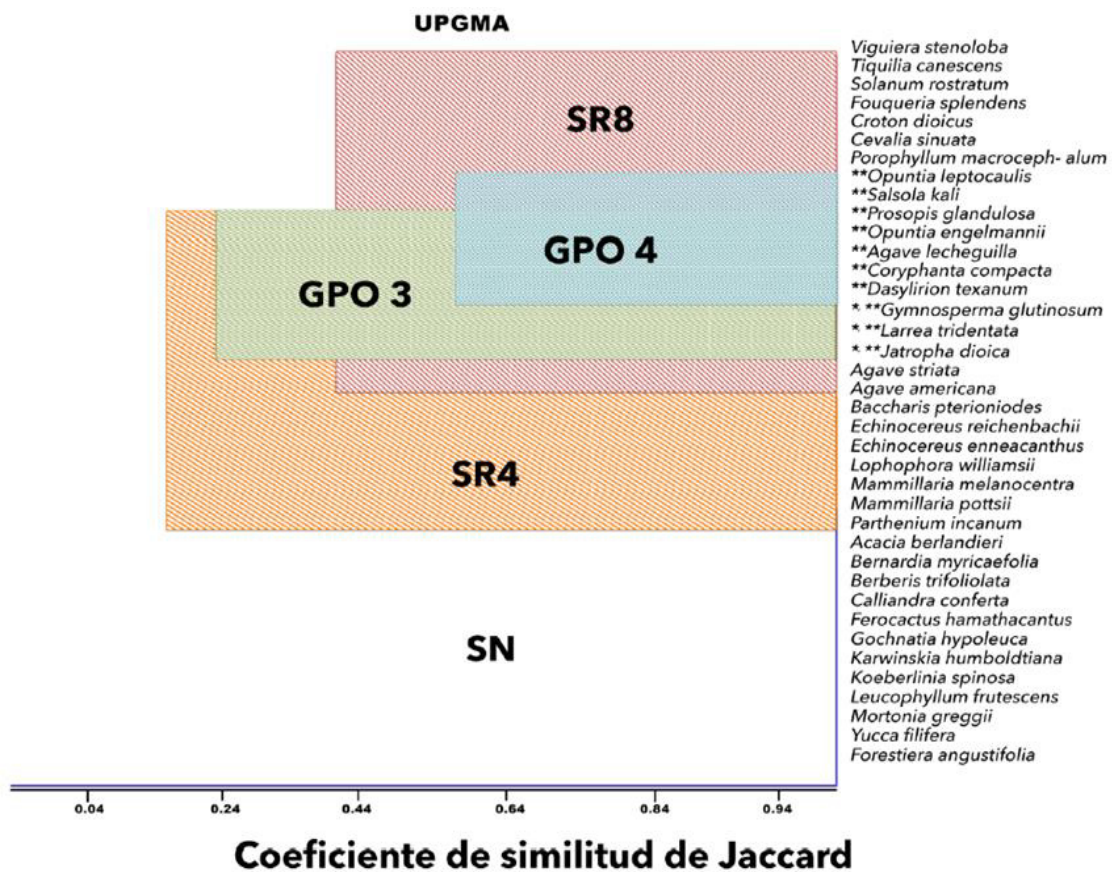 UPGMA
Viguiera stenoloba
Tiquilia canescens
Solanum rostratum
Fouqueria splendens
Croton dioicus
Cevalia sinuata
Porophyllum macroceph- alum
**Opuntia leptocaulis
**Salsola kali
**Prosopis glandulosa
**Opuntia engelmannii
**Agave lecheguilla
**Coryphanta compacta
**Dasylirion texanum
*, **Gymnosperma glutinosum
*, **Larrea tridentata
*, **Jatropha dioica
Agave striata
Agave americana
Baccharis pterioniodes
Echinocereus reichenbachii
Echinocereus enneacanthus
Lophophora williamsii
Mammillaria melanocentra
Mammillaria pottsii
Parthenium incanum
Acacia berlandieri
Bernardia myricaefolia
Berberis trifoliolata
Calliandra conferta
Ferocactus hamathacantus
Gochnatia hypoleuca
Karwinskia humboldtiana
Koeberlinia spinosa
Leucophyllum frutescens
Mortonia greggii
Yucca filifera
Forestiera angustifolia
SR8
GPO 4
GPO 3
SR4
SN
0.04 0.24 0.44 0.64 0.84 0.94
Coeficiente de similitud de Jaccard